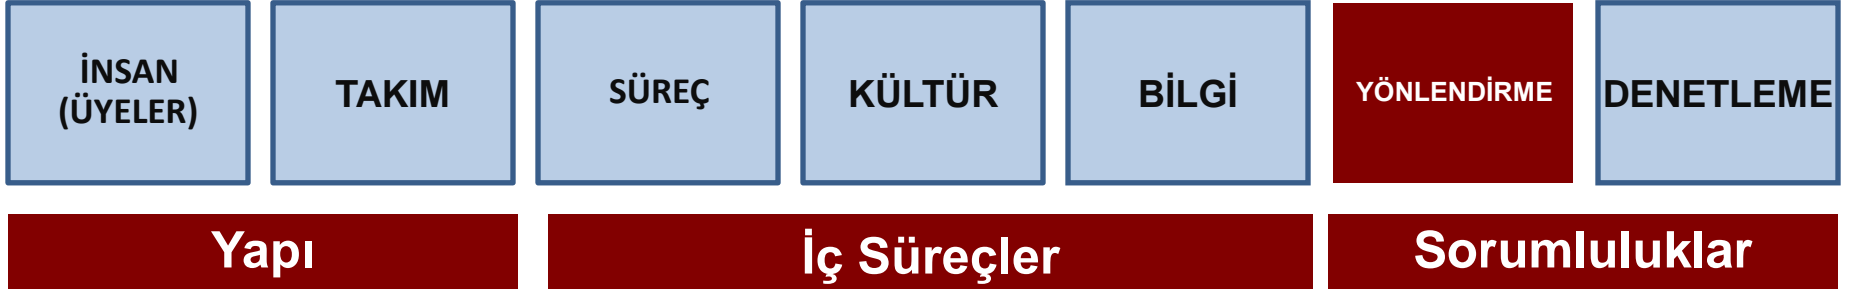 İNSAN
(ÜYELER)
TAKIM
SÜREÇ
KÜLTÜR
BİLGİ
YÖNLENDİRME
DENETLEME
Yapı
İç Süreçler
Sorumluluklar